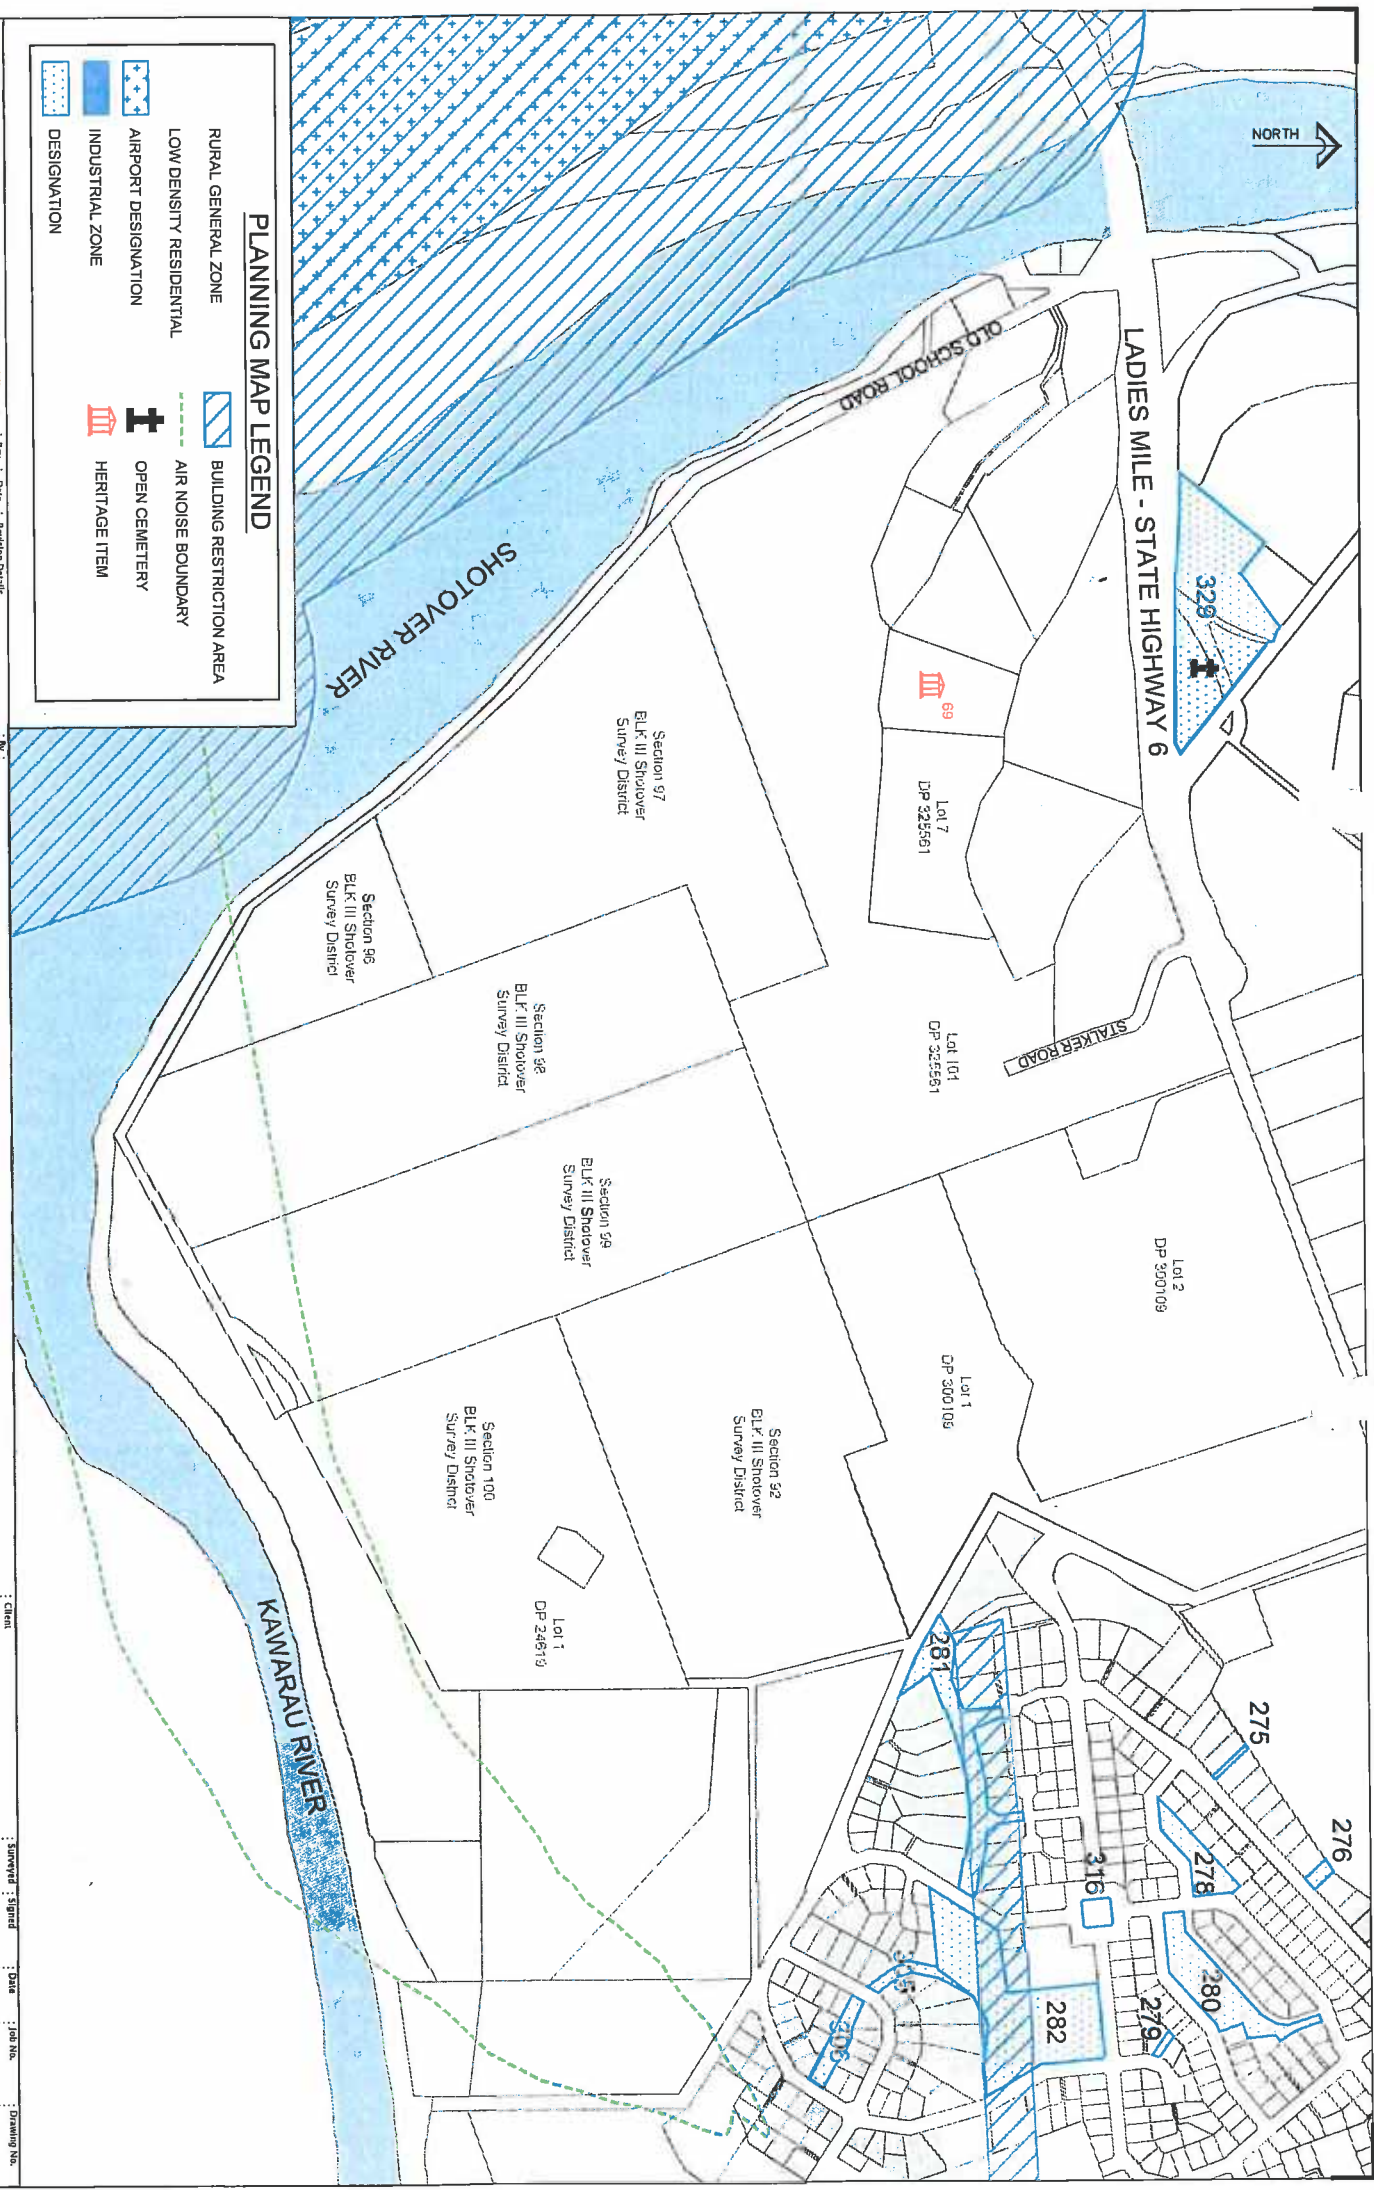 NORTH
LADIES MILE - STATE HIGHWAY 6
329
OLD SCHOOL ROAD
SHOTOVER RIVER
69
Lot 7
DP 325561
Section 97
BLK III Shotover
Survey District
Section 96
BLK III Shotover
Survey District
Section 98
BLK III Shotover
Survey District
Lot 101
DP 325561
STALKER ROAD
Section 99
BLK III Shotover
Survey District
Lot 2
DP 300109
Lot 1
DP 300109
Section 92
BLK III Shotover
Survey District
Section 100
BLK III Shotover
Survey District
Lot 1
DP 24619
KAWARAU RIVER
275
276
278
316
280
279
282
281
305
306
PLANNING MAP LEGEND
RURAL GENERAL ZONE
LOW DENSITY RESIDENTIAL
AIRPORT DESIGNATION
INDUSTRIAL ZONE
DESIGNATION
BUILDING RESTRICTION AREA
AIR NOISE BOUNDARY
OPEN CEMETERY
HERITAGE ITEM
: By :
: Client
: Surveyed : Signed
: Date
: Job No.
: Drawing No.